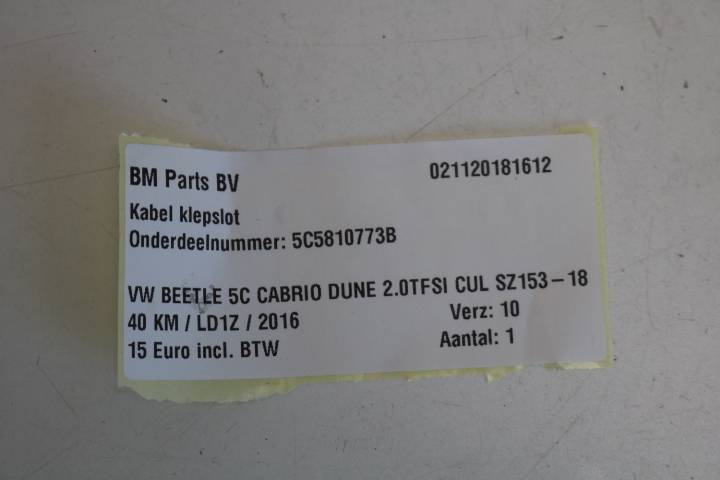 BM Parts BV 021120181612
Kabel klepslot
Onderdeelnummer: 5C5810773B
VW BEETLE 5C CABRIO DUNE 2.0TFSI CUL SZ153-18
40 KM / LD1Z / 2016 Verz: 10
15 Euro incl. BTW Aantal: 1